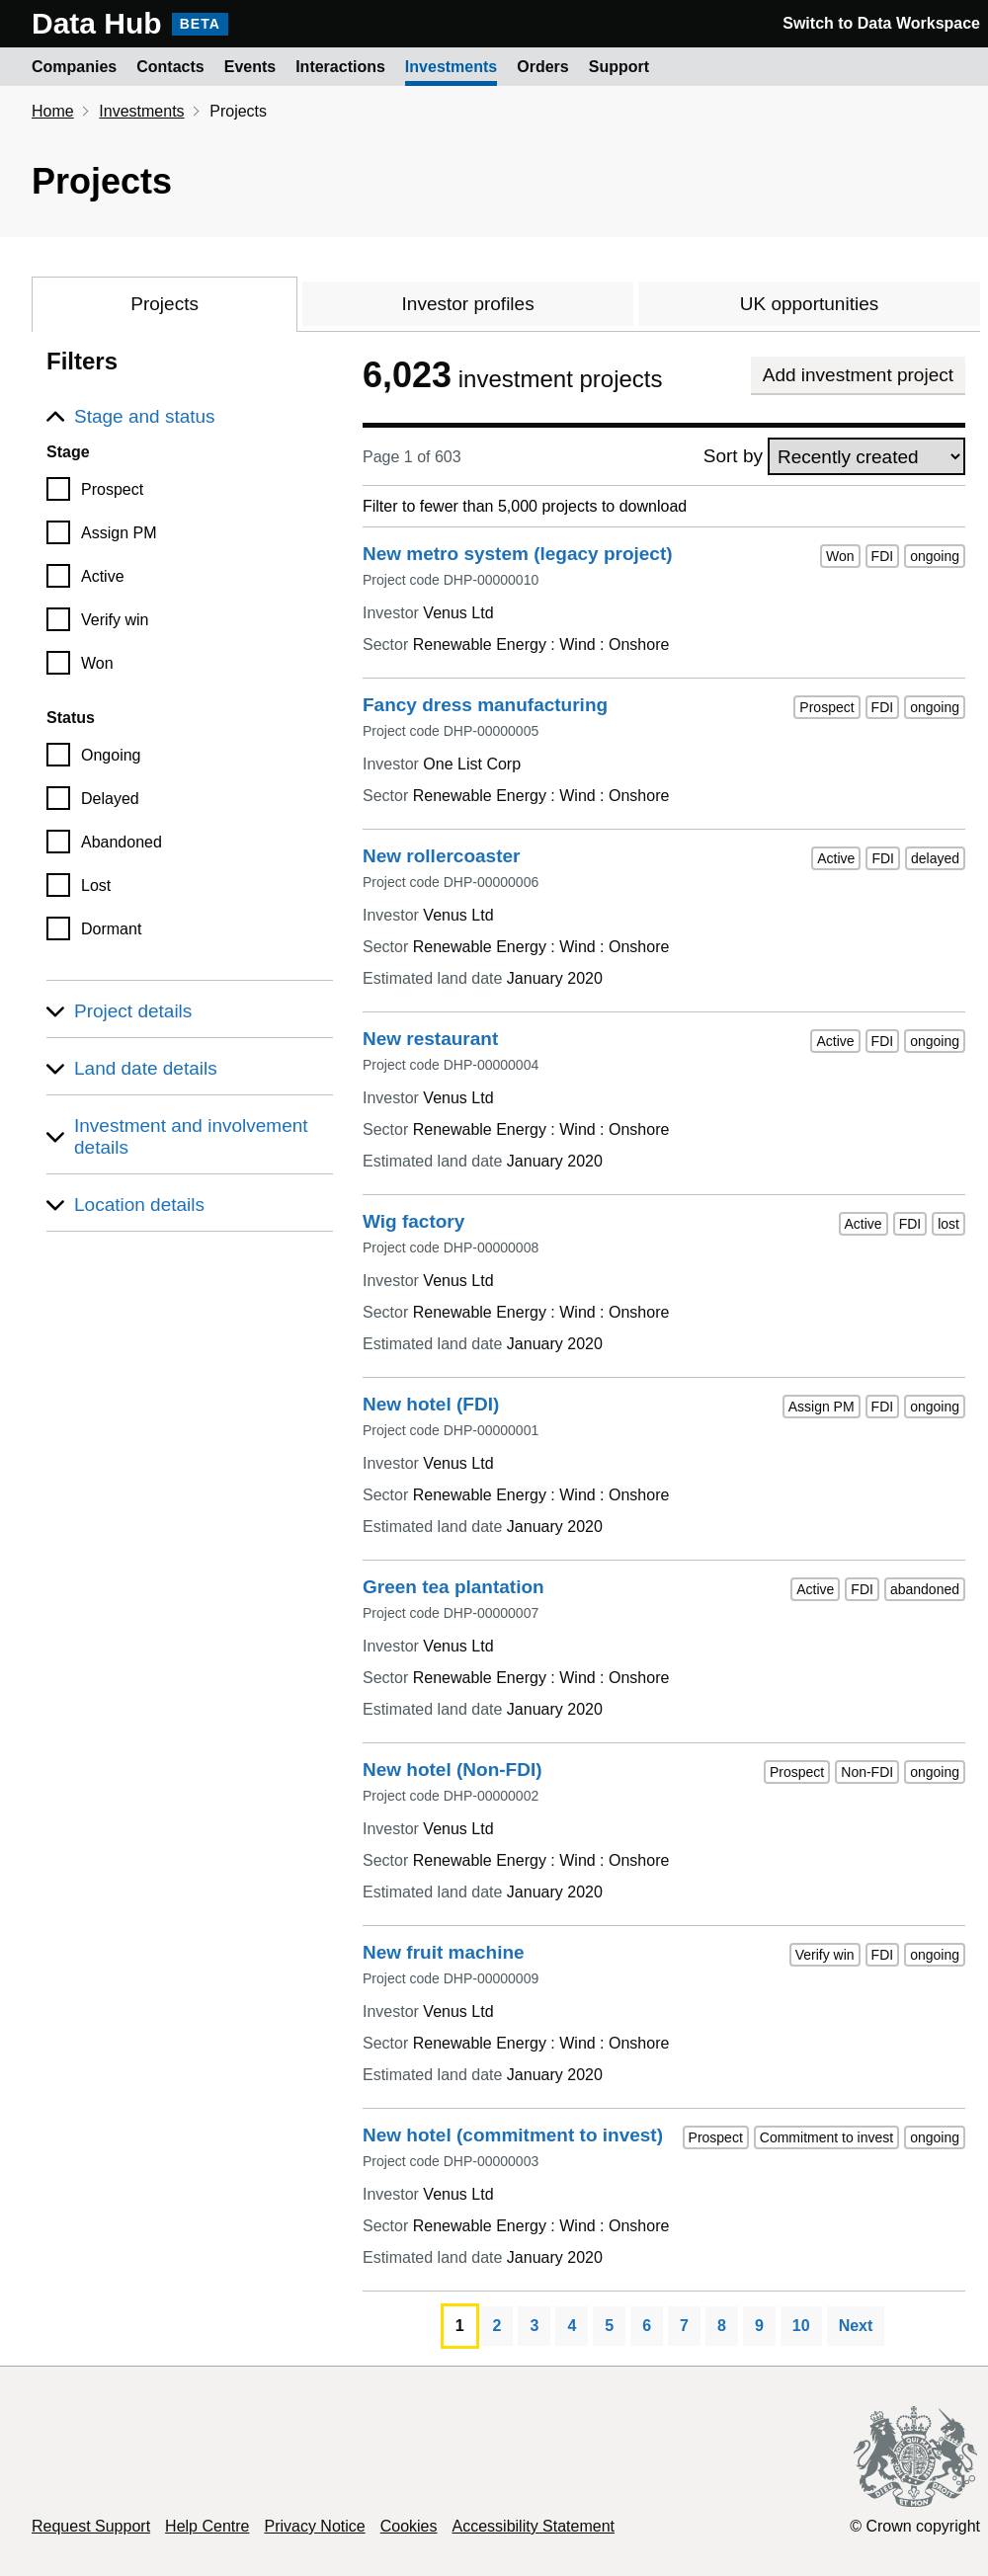 Data Hub BETA Switch to Data Workspace
Companies Contacts Events Interactions Investments Orders Support
Home Investments Projects
Projects
Projects Investor profiles UK opportunities
Filters
Stage and status
Stage
Prospect
Assign PM
Active
Verify win
Won
Status
Ongoing
Delayed
Abandoned
Lost
Dormant
Project details
Land date details
Investment and involvement
details
Location details
6,023 investment projects Add investment project
Page 1 of 603 Sort by Recently created
Filter to fewer than 5,000 projects to download
New metro system (legacy project) Won FDI ongoing
Project code DHP-00000010
Investor Venus Ltd
Sector Renewable Energy : Wind : Onshore
Fancy dress manufacturing Prospect FDI ongoing
Project code DHP-00000005
Investor One List Corp
Sector Renewable Energy : Wind : Onshore
New rollercoaster Active FDI delayed
Project code DHP-00000006
Investor Venus Ltd
Sector Renewable Energy : Wind : Onshore
Estimated land date January 2020
New restaurant Active FDI ongoing
Project code DHP-00000004
Investor Venus Ltd
Sector Renewable Energy : Wind : Onshore
Estimated land date January 2020
Wig factory Active FDI lost
Project code DHP-00000008
Investor Venus Ltd
Sector Renewable Energy : Wind : Onshore
Estimated land date January 2020
New hotel (FDI) Assign PM FDI ongoing
Project code DHP-00000001
Investor Venus Ltd
Sector Renewable Energy : Wind : Onshore
Estimated land date January 2020
Green tea plantation Active FDI abandoned
Project code DHP-00000007
Investor Venus Ltd
Sector Renewable Energy : Wind : Onshore
Estimated land date January 2020
New hotel (Non-FDI) Prospect Non-FDI ongoing
Project code DHP-00000002
Investor Venus Ltd
Sector Renewable Energy : Wind : Onshore
Estimated land date January 2020
New fruit machine Verify win FDI ongoing
Project code DHP-00000009
Investor Venus Ltd
Sector Renewable Energy : Wind : Onshore
Estimated land date January 2020
New hotel (commitment to invest) Prospect Commitment to invest ongoing
Project code DHP-00000003
Investor Venus Ltd
Sector Renewable Energy : Wind : Onshore
Estimated land date January 2020
1 2 3 4 5 6 7 8 9 10 Next
DIEU ET MON DROIT
Request Support Help Centre Privacy Notice Cookies Accessibility Statement © Crown copyright